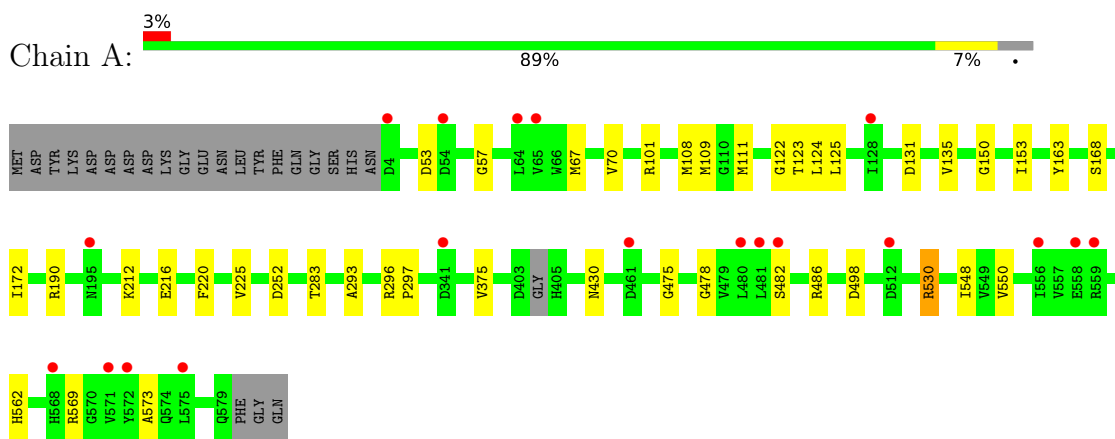 3%
Chain A:
89% 7% •
MET ASP TYR LYS ASP ASP ASP ASP LYS GLY GLU ASN LEU TYR PHE GLN GLY SER HIS ASN D4 D53 D54 G57 L64 V65 W66 M67 V70 R101 M108 M109 G110 M111 G122 T123 L124 L125 I128 D131 V135 G150 I153 Y163 S168
I172 R190 N195 K212 E216 F220 V225 D252 T283 A293 R296 P297 D341 V375 D403 GLY H405 N430 D461 G475 G478 V479 L480 L481 S482 R486 D498 D512 R530 I548 V549 V550 I556 V557 E558 R559
H562 H568 R569 G570 V571 Y572 A573 Q574 L575 Q579 PHE GLY GLN